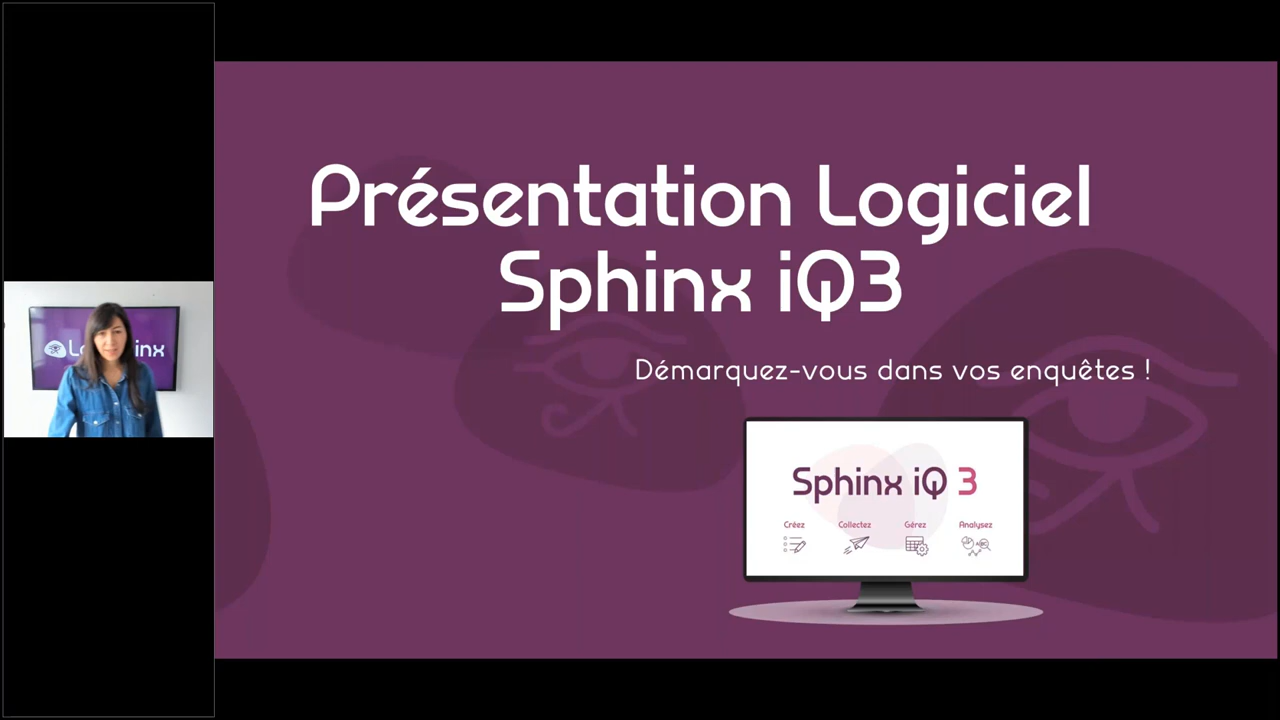 Présentation Logiciel
Sphinx iQ3
Démarquez-vous dans vos enquêtes !
Sphinx iQ 3
Créez Collectez Gérez Analysez